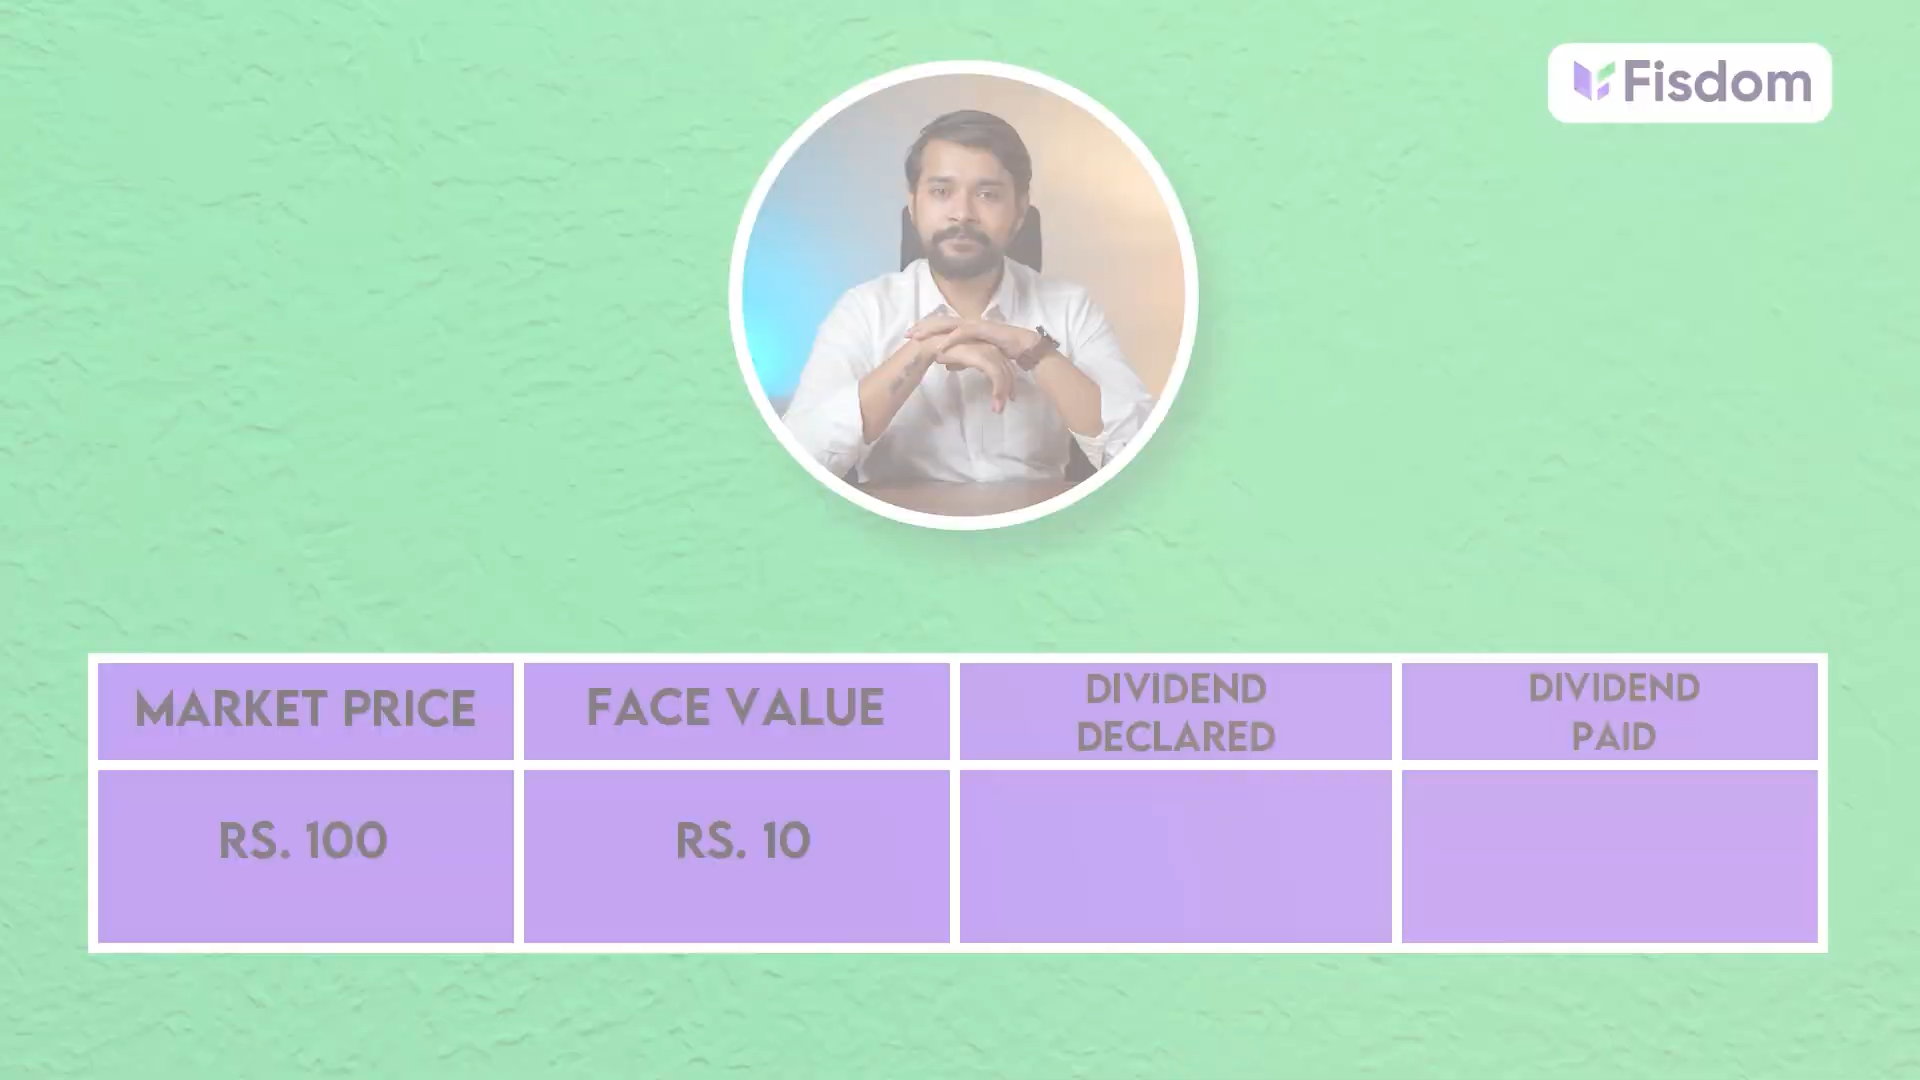 Fisdom
MARKET PRICE
FACE VALUE
DIVIDEND
DECLARED
DIVIDEND
PAID
RS. 100
RS. 10